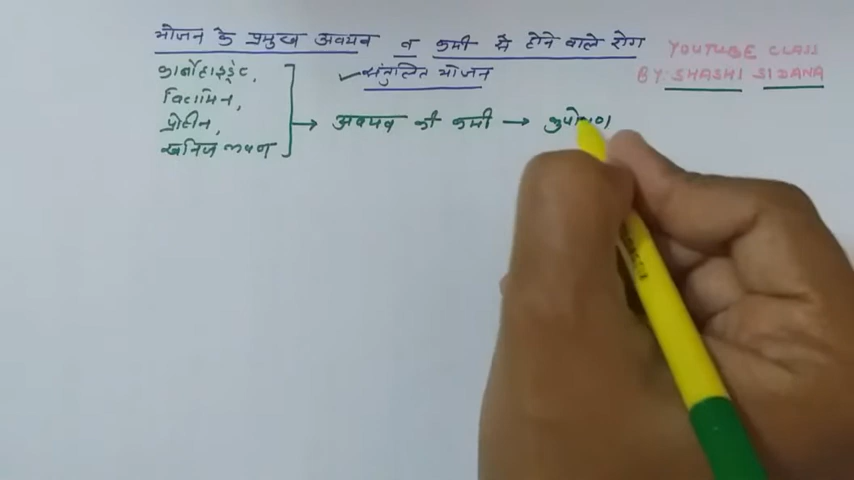 भोजन के प्रमुख अवयव व कमी से होने वाले रोग
YOUTUBE CLASS
BY: SHASHI SIDANA
कार्बोहाइड्रेट,
✓संतुलित भोजन
विटामिन,
प्रोटीन,
→ अवयव की कमी → कुपोषण
खनिज लवण